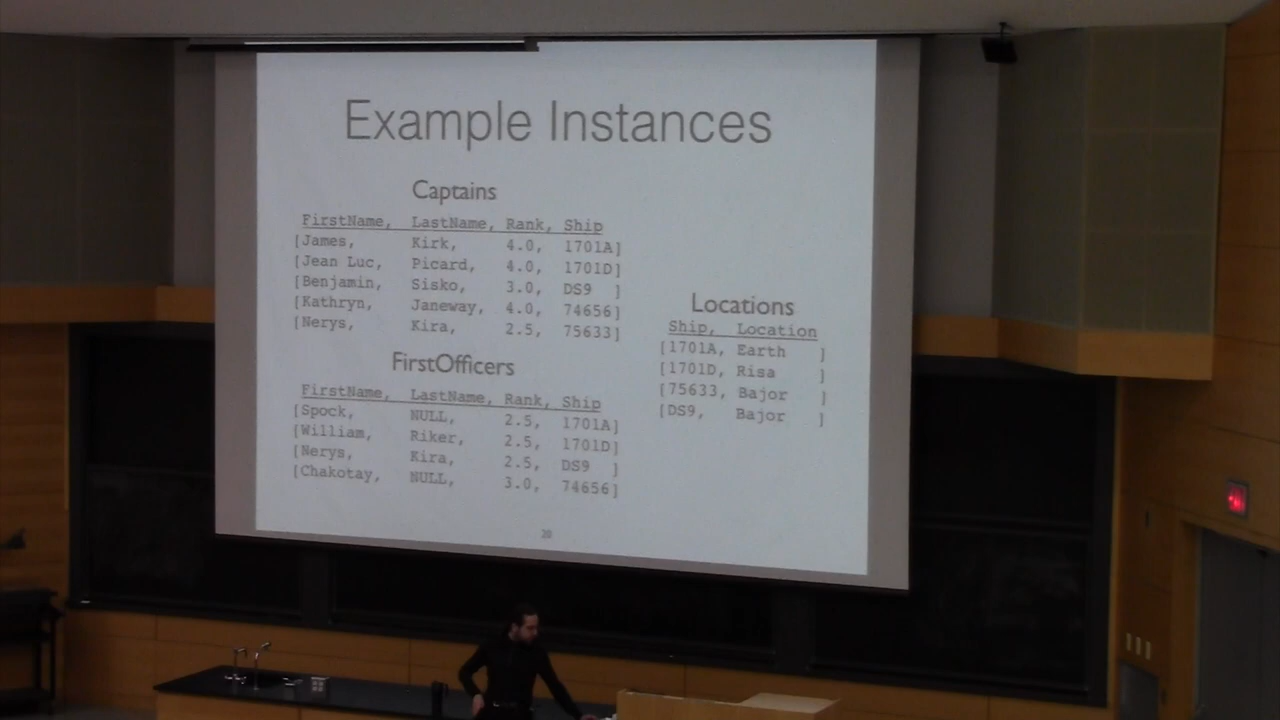 Example Instances
Captains
FirstName, LastName, Rank, Ship
[James, Kirk, 4.0, 1701A]
[Jean Luc, Picard, 4.0, 1701D]
[Benjamin, Sisko, 3.0, DS9 ]
[Kathryn, Janeway, 4.0, 74656]
[Nerys, Kira, 2.5, 75633]
FirstOfficers
FirstName, LastName, Rank, Ship
[Spock, NULL, 2.5, 1701A]
[William, Riker, 2.5, 1701D]
[Nerys, Kira, 2.5, DS9 ]
[Chakotay, NULL, 3.0, 74656]
Locations
Ship, Location
[1701A, Earth ]
[1701D, Risa ]
[75633, Bajor ]
[DS9, Bajor ]
20